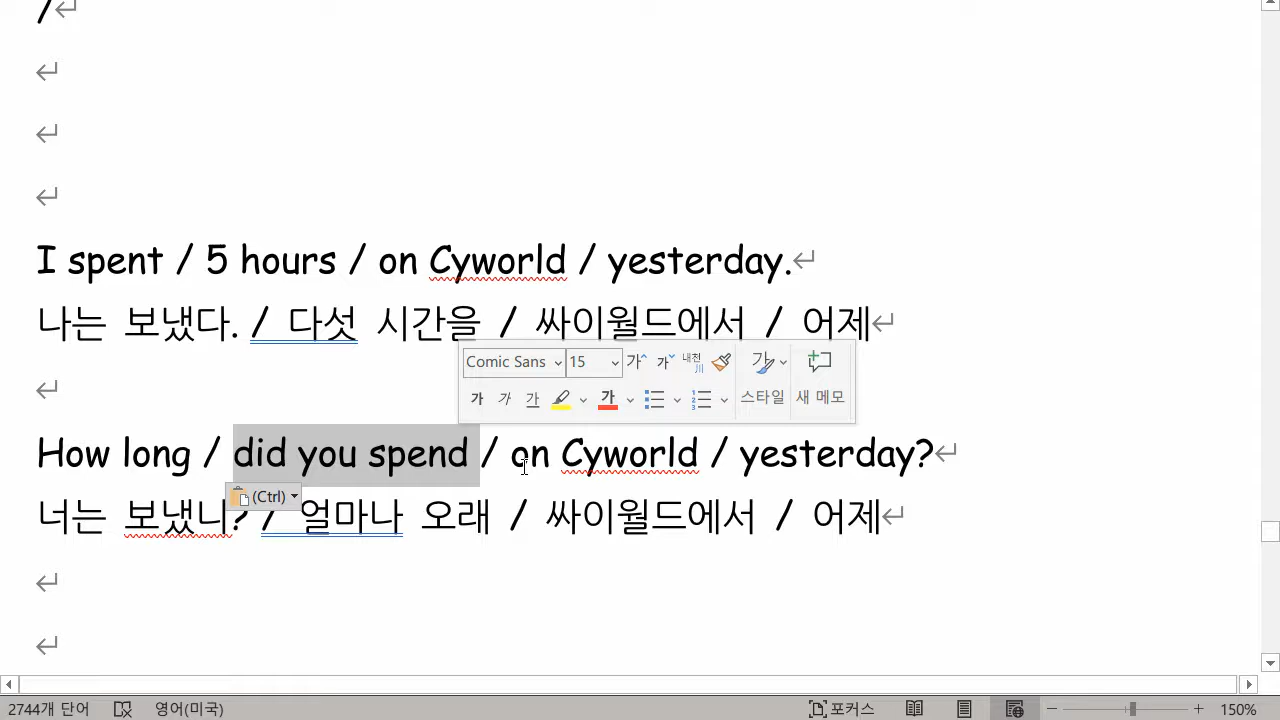 /
I spent / 5 hours / on Cyworld / yesterday.
나는 보냈다. / 다섯 시간을 / 싸이월드에서 / 어제
Comic Sans 15 가 가 내천
가 가 가 가 스타일 새 메모
How long / did you spend / on Cyworld / yesterday?
(Ctrl)
너는 보냈니? / 얼마나 오래 / 싸이월드에서 / 어제
2744개 단어 영어(미국) 포커스 150%